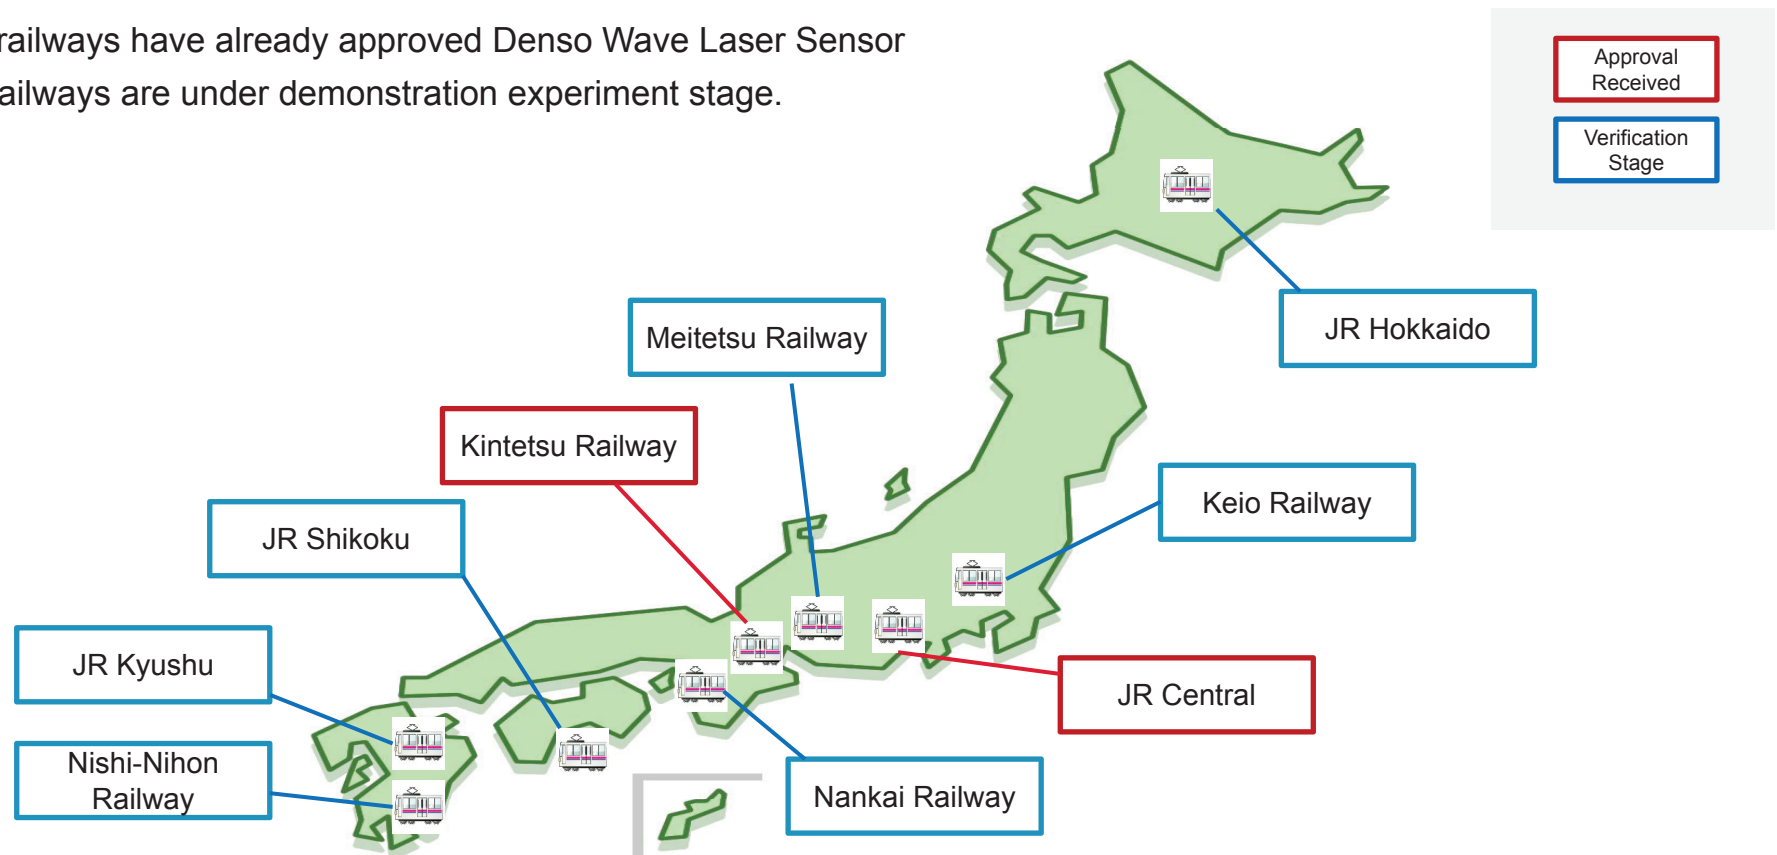 railways have already approved Denso Wave Laser Sensor
ailways are under demonstration experiment stage.
Approval
Received
Verification
Stage
JR Hokkaido
Meitetsu Railway
Kintetsu Railway
Keio Railway
JR Shikoku
JR Kyushu
JR Central
Nishi-Nihon
Railway
Nankai Railway